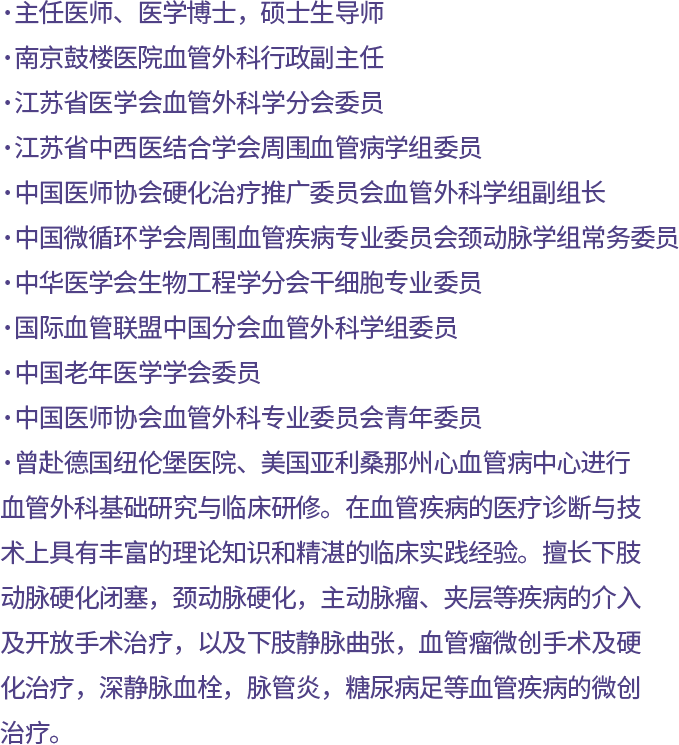 ·主任医师、医学博士，硕士生导师
·南京鼓楼医院血管外科行政副主任
·江苏省医学会血管外科学分会委员
·江苏省中西医结合学会周围血管病学组委员
·中国医师协会硬化治疗推广委员会血管外科学组副组长
·中国微循环学会周围血管疾病专业委员会颈动脉学组常务委员
·中华医学会生物工程学分会干细胞专业委员
·国际血管联盟中国分会血管外科学组委员
·中国老年医学学会委员
·中国医师协会血管外科专业委员会青年委员
·曾赴德国纽伦堡医院、美国亚利桑那州心血管病中心进行
血管外科基础研究与临床研修。在血管疾病的医疗诊断与技
术上具有丰富的理论知识和精湛的临床实践经验。擅长下肢
动脉硬化闭塞，颈动脉硬化，主动脉瘤、夹层等疾病的介入
及开放手术治疗，以及下肢静脉曲张，血管瘤微创手术及硬
化治疗，深静脉血栓，脉管炎，糖尿病足等血管疾病的微创
治疗。